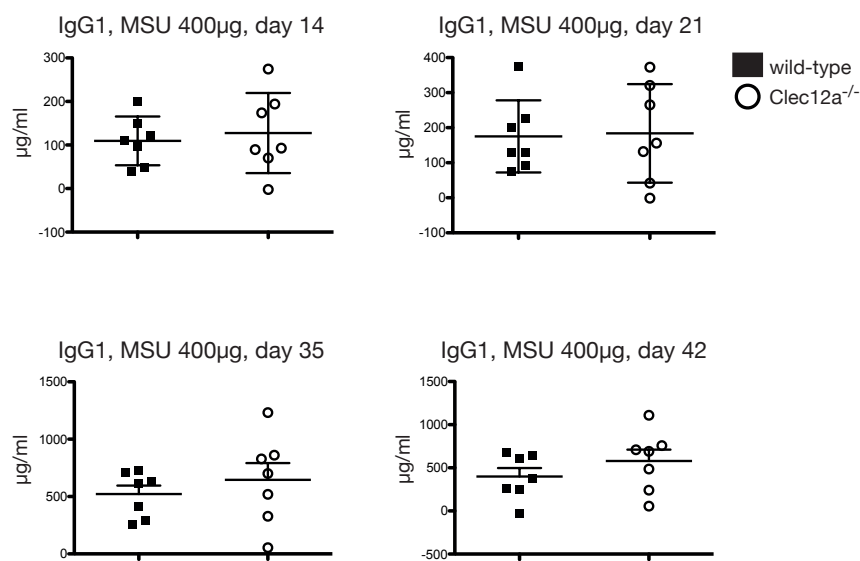 IgG1, MSU 400µg, day 14
300
200
100
0
-100
µg/ml
IgG1, MSU 400µg, day 21
400
300
200
100
0
-100
µg/ml
wild-type
Clec12a-/-
IgG1, MSU 400µg, day 35
1500
1000
500
0
µg/ml
IgG1, MSU 400µg, day 42
1500
1000
500
0
-500
µg/ml